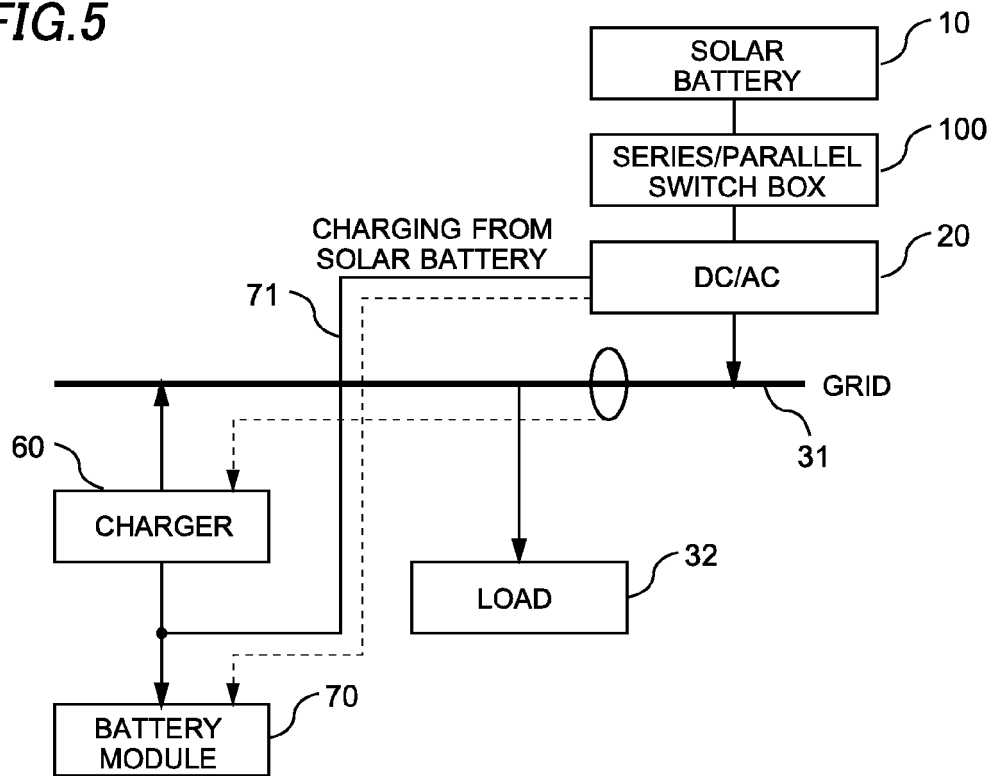 FIG.5
10
SOLAR
BATTERY
100
SERIES/PARALLEL
SWITCH BOX
20
CHARGING FROM
SOLAR BATTERY
DC/AC
71
GRID
31
60
CHARGER
32
LOAD
70
BATTERY
MODULE